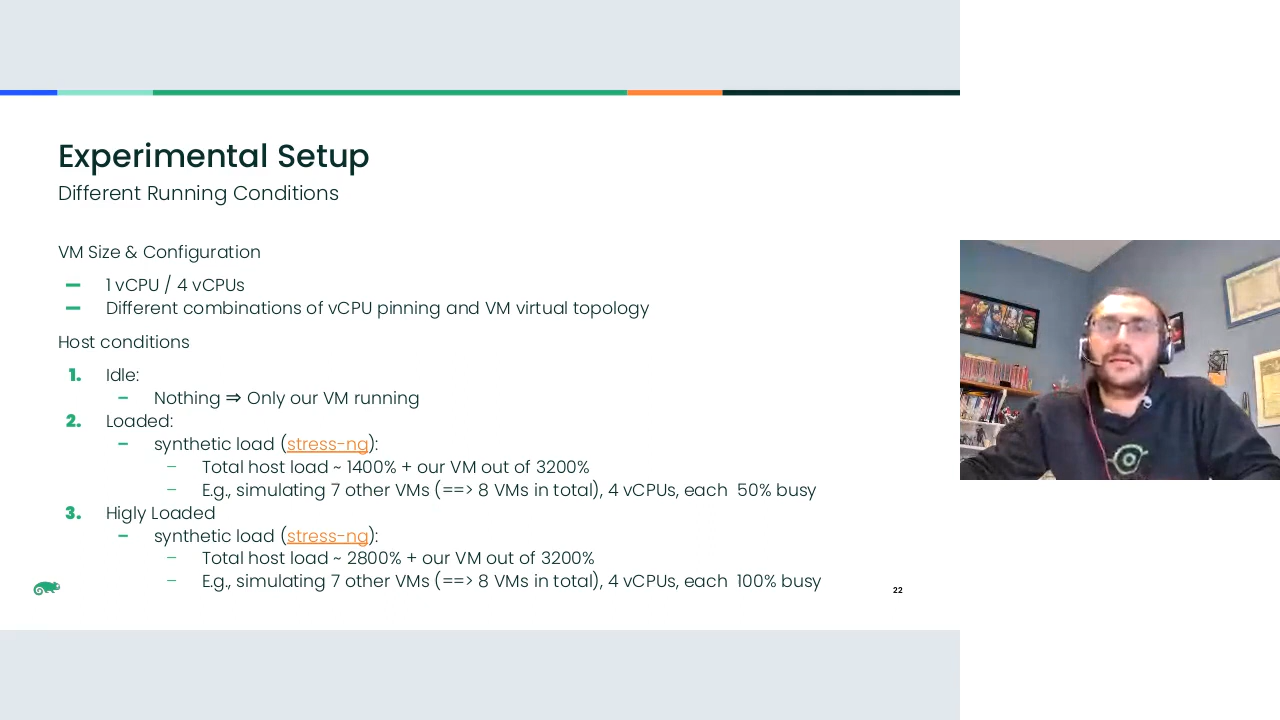 Experimental Setup
Different Running Conditions
VM Size & Configuration
– 1 vCPU / 4 vCPUs
– Different combinations of vCPU pinning and VM virtual topology
Host conditions
1. Idle:
– Nothing ⇒ Only our VM running
2. Loaded:
– synthetic load (stress-ng):
– Total host load ~ 1400% + our VM out of 3200%
– E.g., simulating 7 other VMs (==> 8 VMs in total), 4 vCPUs, each  50% busy
3. Higly Loaded
– synthetic load (stress-ng):
– Total host load ~ 2800% + our VM out of 3200%
– E.g., simulating 7 other VMs (==> 8 VMs in total), 4 vCPUs, each  100% busy
22